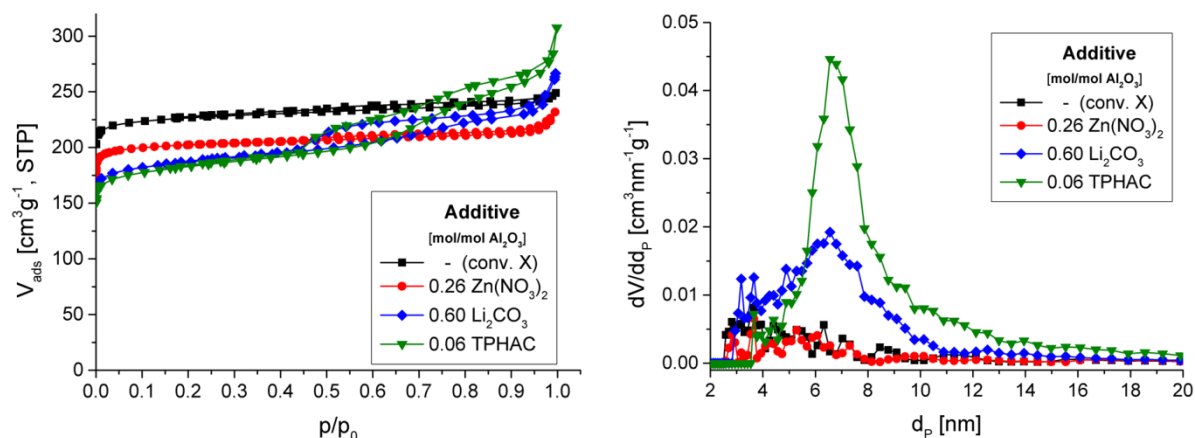 300
250
200
150
100
50
0
V_ads [cm³g⁻¹, STP]
0.0 0.1 0.2 0.3 0.4 0.5 0.6 0.7 0.8 0.9 1.0
p/p₀
Additive
[mol/mol Al₂O₃]
- (conv. X)
0.26 Zn(NO₃)₂
0.60 Li₂CO₃
0.06 TPHAC
0.05
0.04
0.03
0.02
0.01
0.00
dV/dd_P [cm³nm⁻¹g⁻¹]
2 4 6 8 10 12 14 16 18 20
d_P [nm]
Additive
[mol/mol Al₂O₃]
- (conv. X)
0.26 Zn(NO₃)₂
0.60 Li₂CO₃
0.06 TPHAC